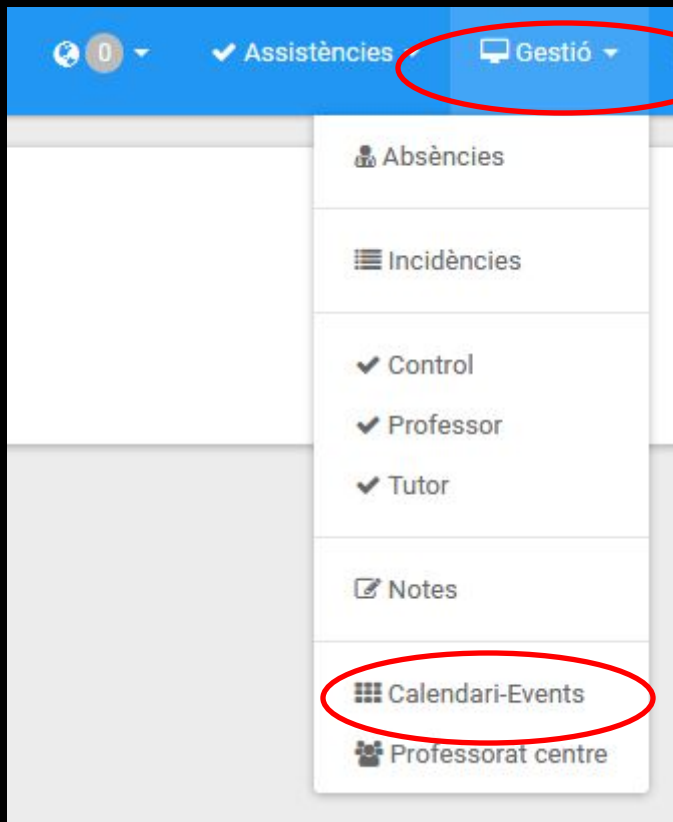 0 Assistències Gestió
Absències
Incidències
Control
Professor
Tutor
Notes
Calendari-Events
Professorat centre